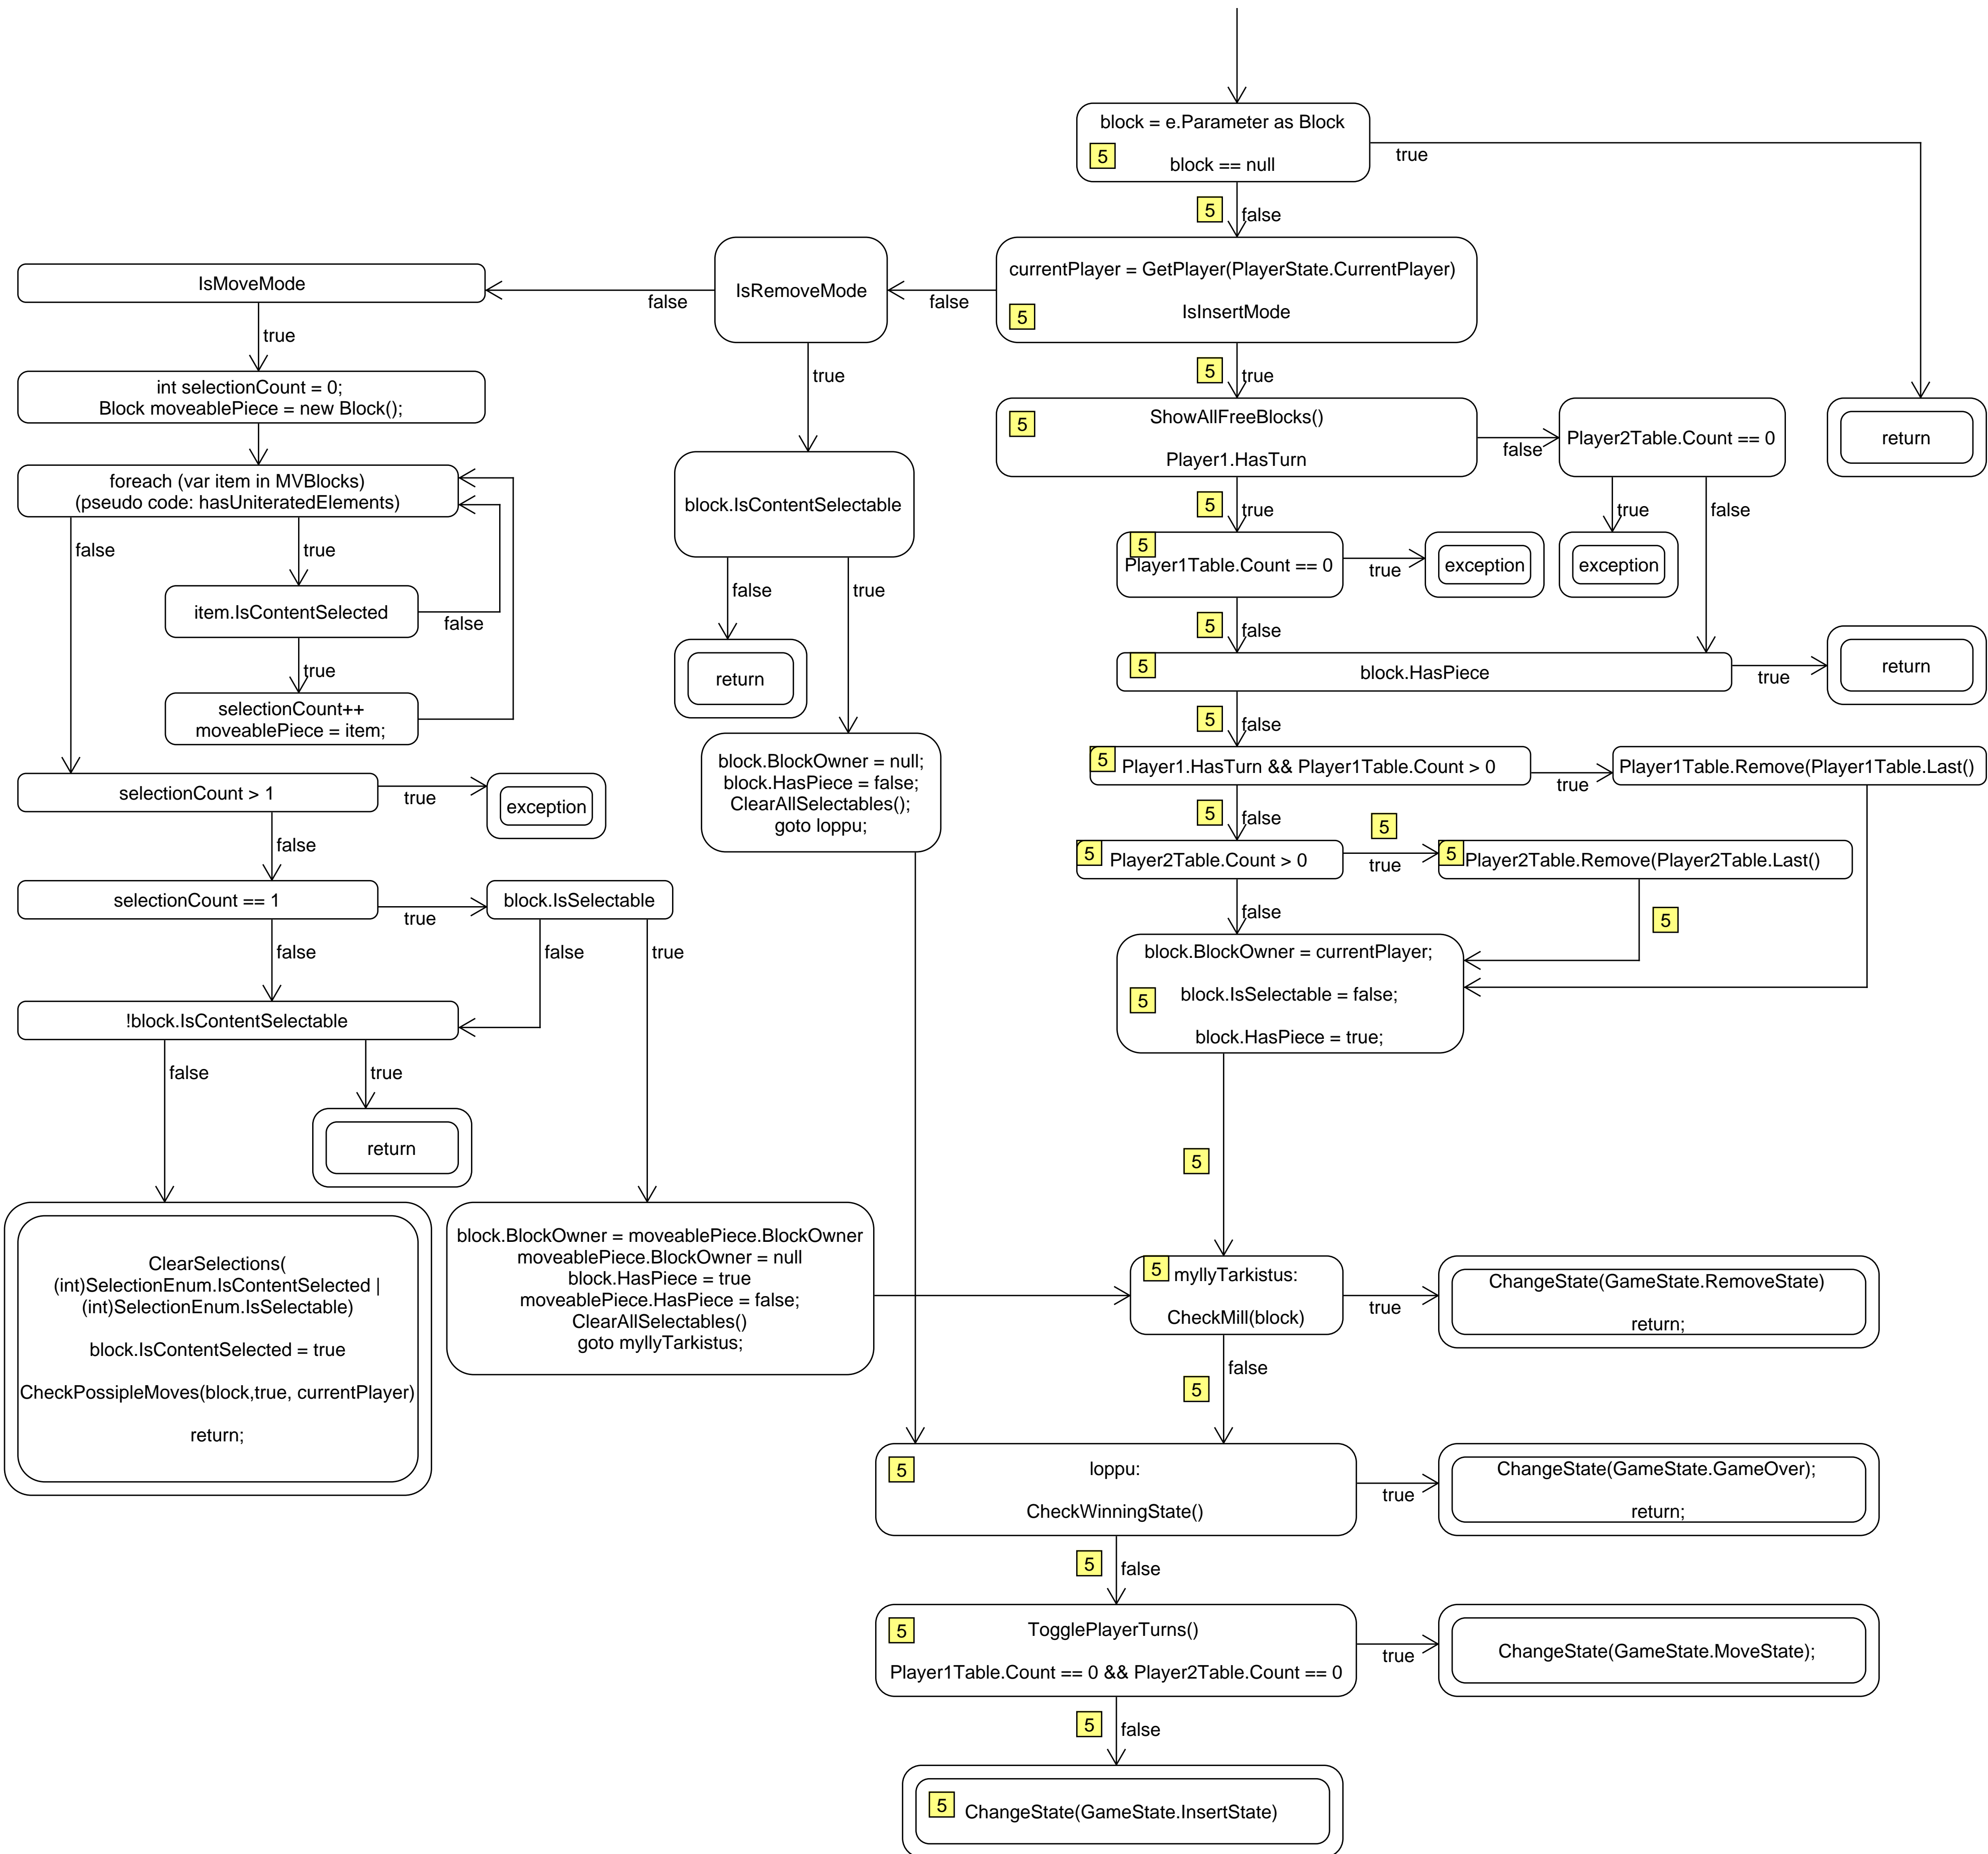 block = e.Parameter as Block
5
block == null
true
5
false
currentPlayer = GetPlayer(PlayerState.CurrentPlayer)
5
IsInsertMode
false
IsRemoveMode
false
IsMoveMode
true
int selectionCount = 0;
Block moveablePiece = new Block();
foreach (var item in MVBlocks)
(pseudo code: hasUniteratedElements)
false
true
item.IsContentSelected
false
true
selectionCount++
moveablePiece = item;
selectionCount > 1
true
exception
false
selectionCount == 1
true
block.IsSelectable
false
false
true
!block.IsContentSelectable
false
true
return
ClearSelections(
(int)SelectionEnum.IsContentSelected |
(int)SelectionEnum.IsSelectable)
block.IsContentSelected = true
CheckPossipleMoves(block,true, currentPlayer)
return;
block.BlockOwner = moveablePiece.BlockOwner
moveablePiece.BlockOwner = null
block.HasPiece = true
moveablePiece.HasPiece = false;
ClearAllSelectables()
goto myllyTarkistus;
true
block.IsContentSelectable
false
true
return
block.BlockOwner = null;
block.HasPiece = false;
ClearAllSelectables();
goto loppu;
5
true
5
ShowAllFreeBlocks()
Player1.HasTurn
false
Player2Table.Count == 0
return
true
false
exception
5
true
5
Player1Table.Count == 0
true
exception
5
false
5
block.HasPiece
true
return
5
false
5
Player1.HasTurn && Player1Table.Count > 0
true
Player1Table.Remove(Player1Table.Last()
5
false
5
Player2Table.Count > 0
5
true
5
Player2Table.Remove(Player2Table.Last()
false
5
block.BlockOwner = currentPlayer;
5
block.IsSelectable = false;
block.HasPiece = true;
5
5
myllyTarkistus:
CheckMill(block)
true
ChangeState(GameState.RemoveState)
return;
false
5
5
loppu:
CheckWinningState()
true
ChangeState(GameState.GameOver);
return;
5
false
5
TogglePlayerTurns()
Player1Table.Count == 0 && Player2Table.Count == 0
true
ChangeState(GameState.MoveState);
5
false
5
ChangeState(GameState.InsertState)